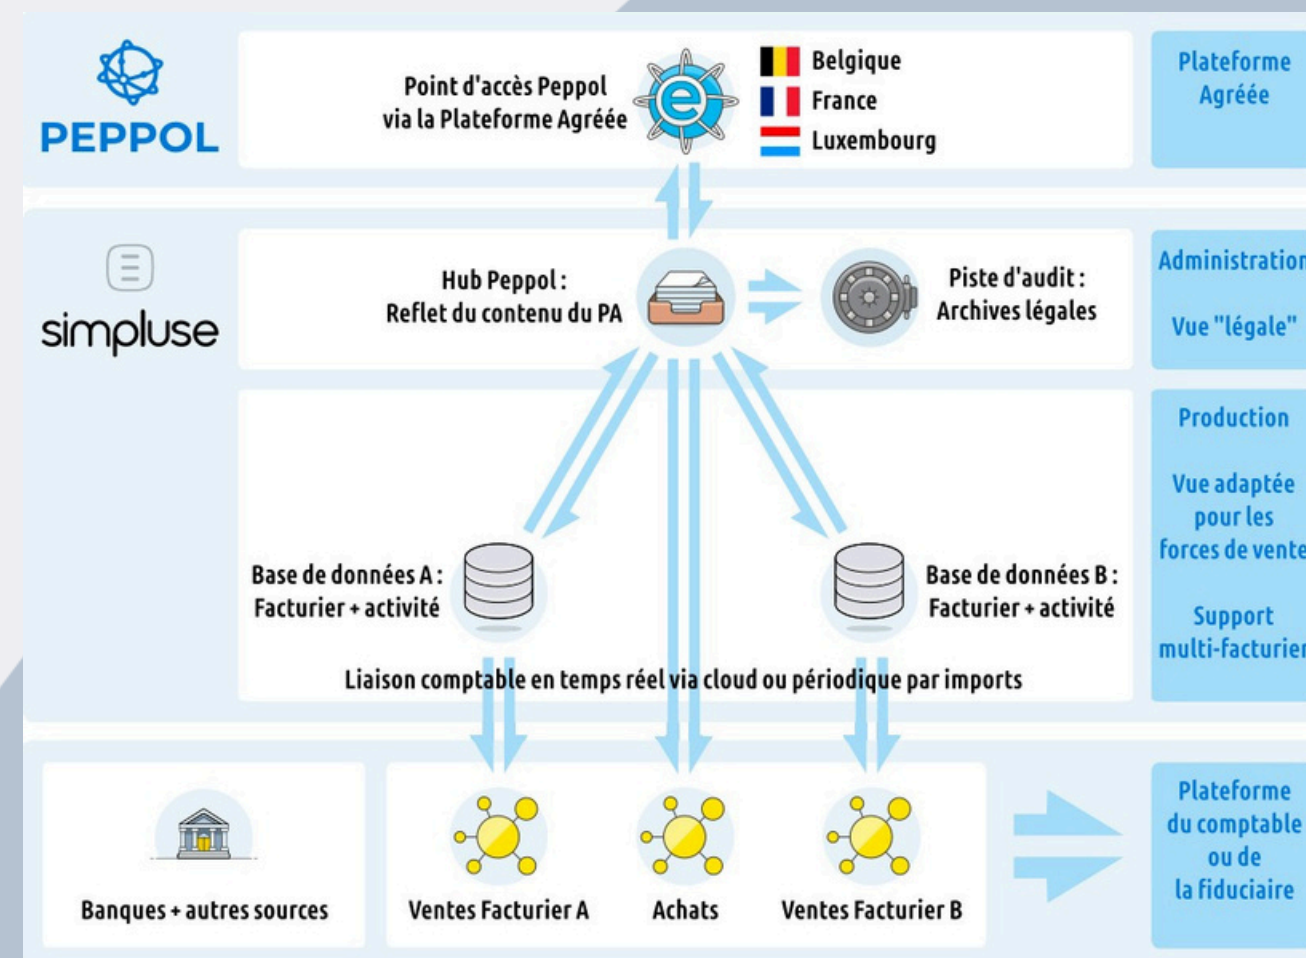 PEPPOL
Point d'accès Peppol
via la Plateforme Agréée
e
Belgique
France
Luxembourg
Plateforme
Agréée
simpluse
Hub Peppol :
Reflet du contenu du PA
Piste d'audit :
Archives légales
Administration
Vue "légale"
Base de données A :
Facturier + activité
Base de données B :
Facturier + activité
Liaison comptable en temps réel via cloud ou périodique par imports
Production
Vue adaptée
pour les
forces de vente
Support
multi-facturier
Banques + autres sources
Ventes Facturier A
Achats
Ventes Facturier B
Plateforme
du comptable
ou de
la fiduciaire